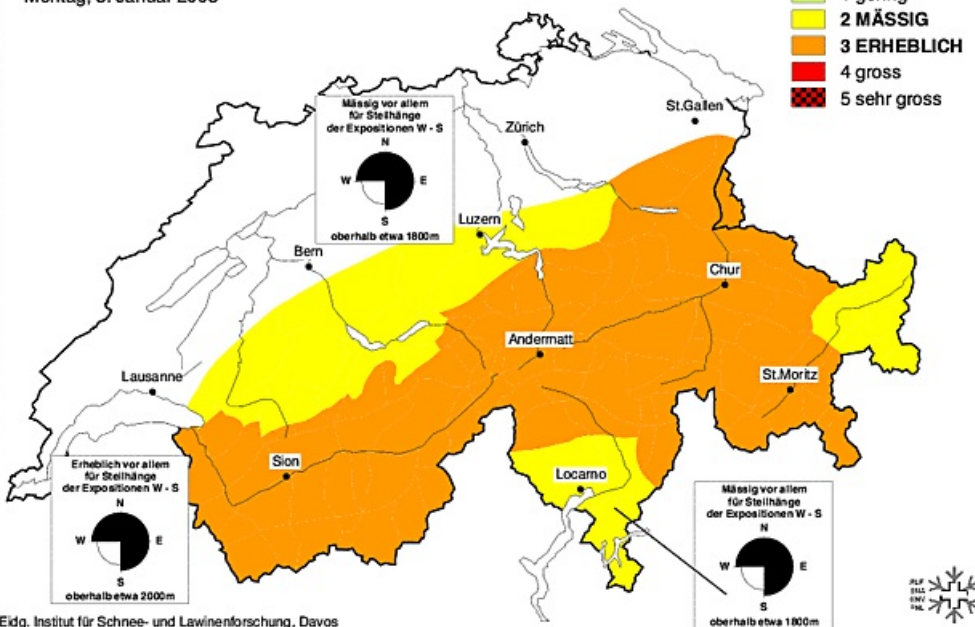 2 MÄSSIG
3 ERHEBLICH
4 gross
5 sehr gross
St.Gallen
Mässig vor allem
für Steilhänge
der Expositionen W - S
N
W E
S
oberhalb etwa 1800m
Zürich
Luzern
Bern
Chur
Andermatt
St.Moritz
Lausanne
Sion
Locarno
Erheblich vor allem
für Steilhänge
der Expositionen W - S
N
W E
S
oberhalb etwa 2000m
Mässig vor allem
für Steilhänge
der Expositionen W - S
N
W E
S
oberhalb etwa 1800m
Eidg. Institut für Schnee- und Lawinenforschung, Davos